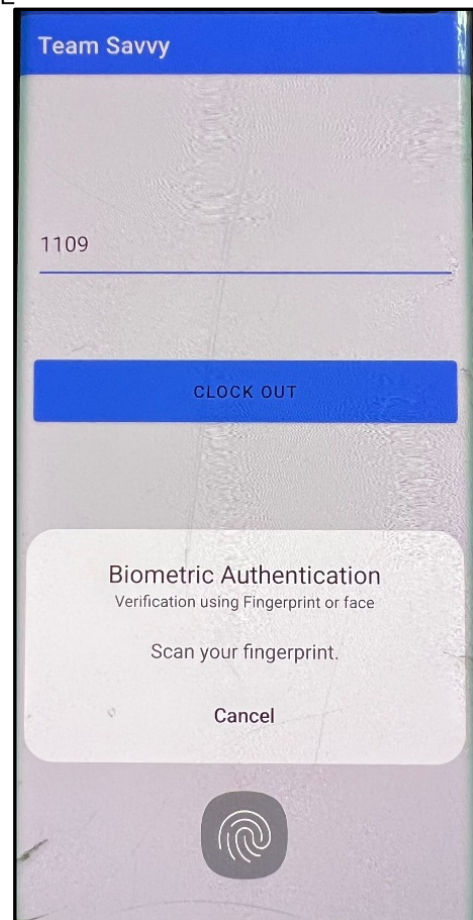 Team Savvy
1109
CLOCK OUT
Biometric Authentication
Verification using Fingerprint or face
Scan your fingerprint.
Cancel